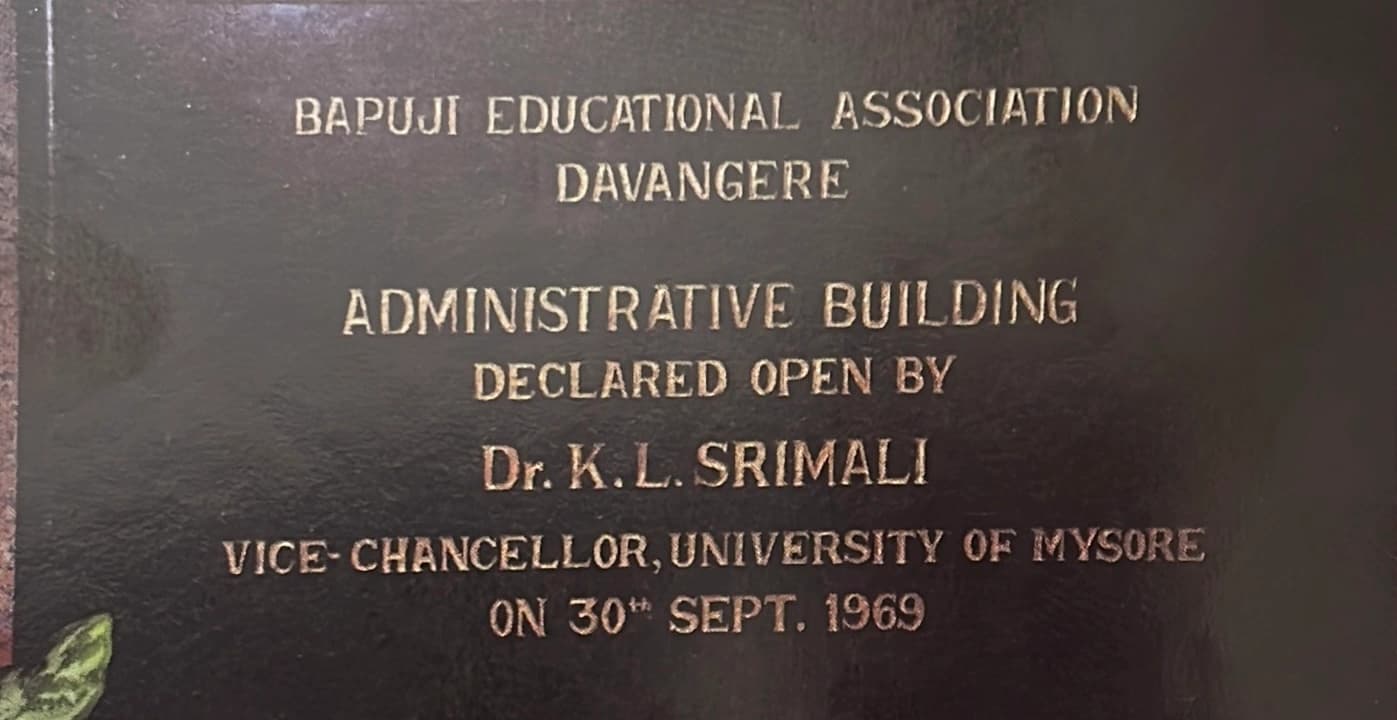 BAPUJI EDUCATIONAL ASSOCIATION
DAVANGERE
ADMINISTRATIVE BUILDING
DECLARED OPEN BY
Dr. K. L. SRIMALI
VICE-CHANCELLOR, UNIVERSITY OF MYSORE
ON 30th SEPT. 1969